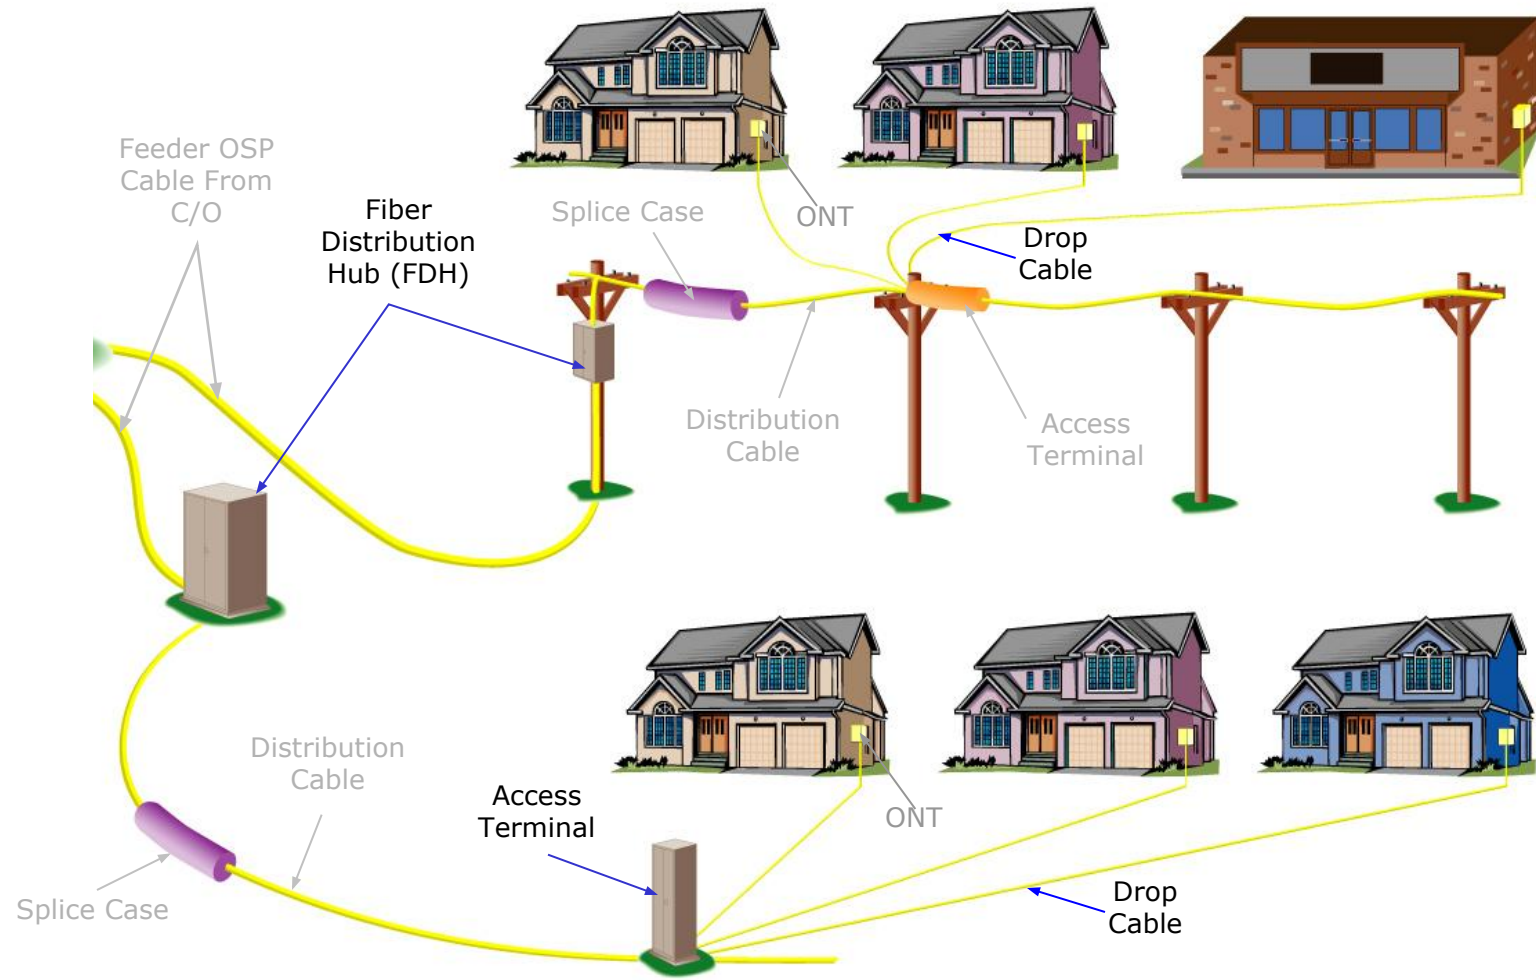 Feeder OSP
Cable From
C/O
Fiber
Distribution
Hub (FDH)
Splice Case
ONT
Drop
Cable
Distribution
Cable
Access
Terminal
Distribution
Cable
Access
Terminal
ONT
Splice Case
Drop
Cable